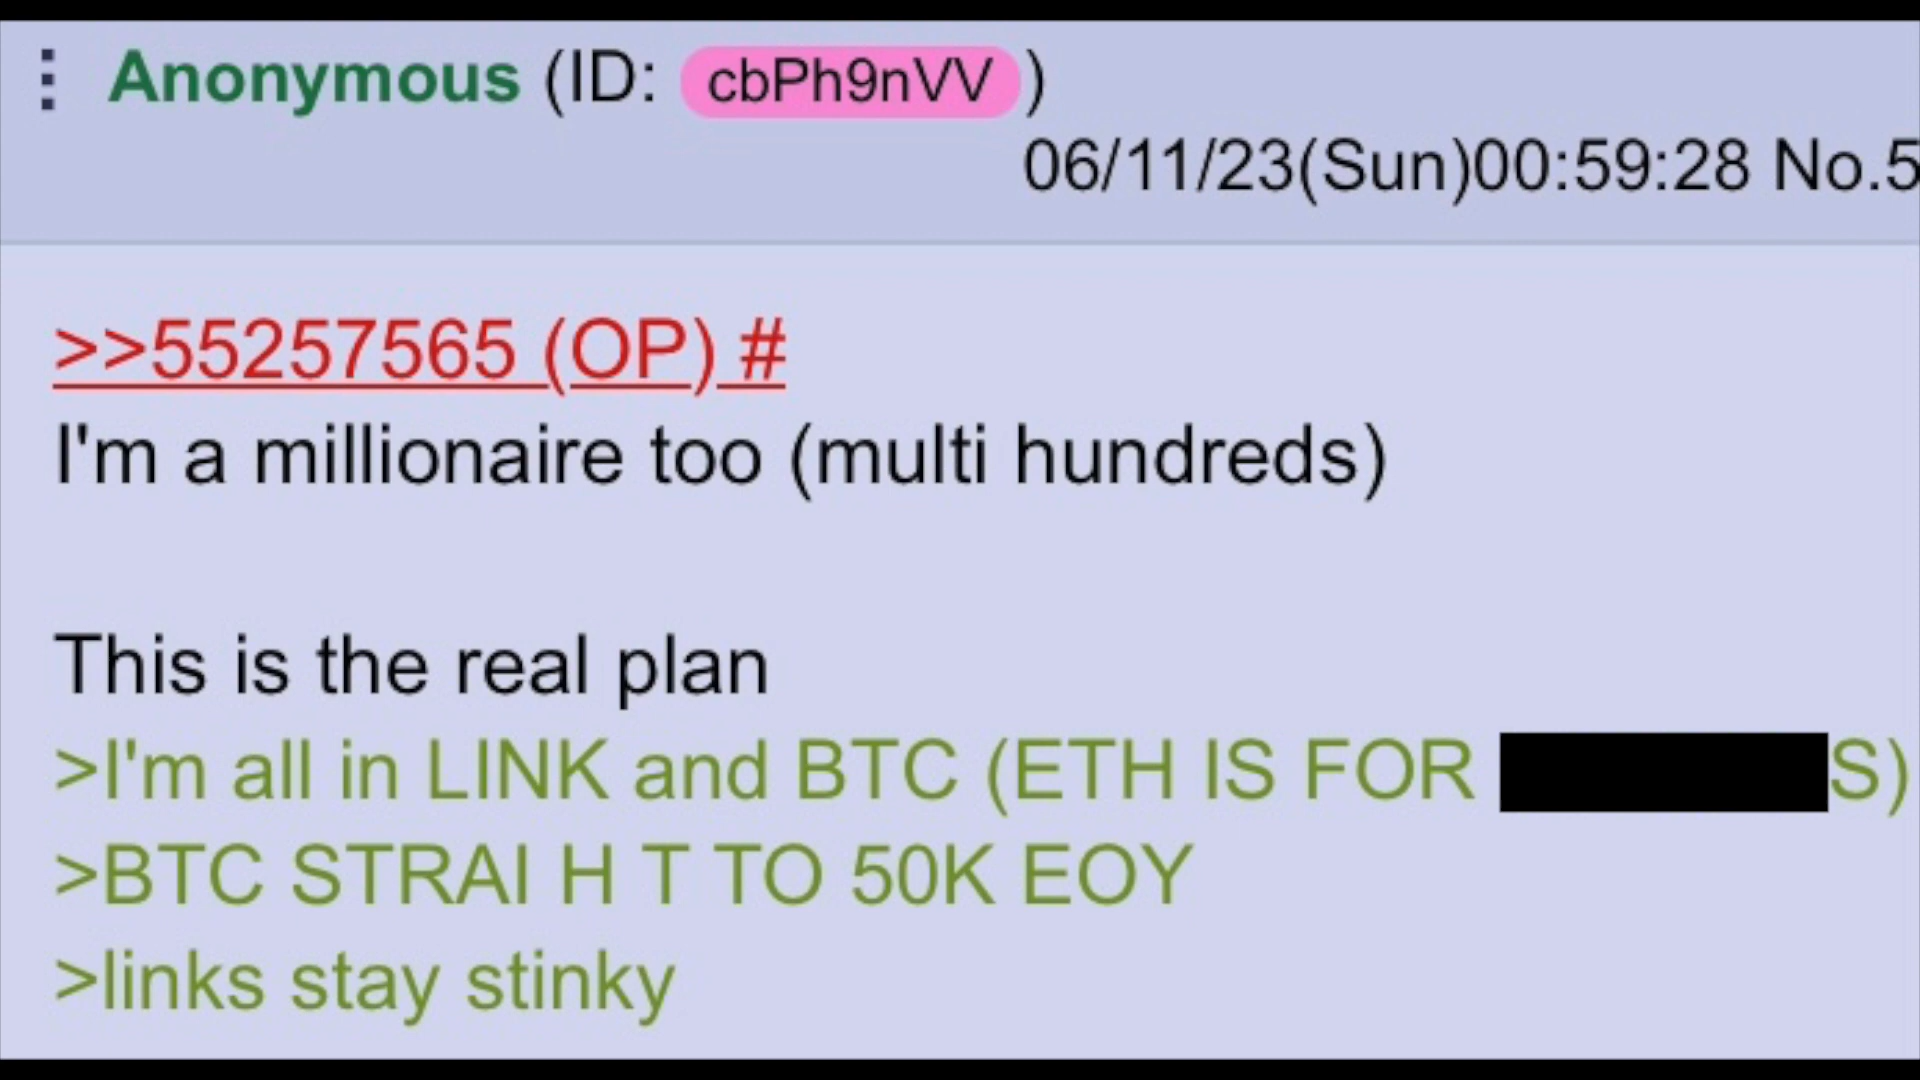 Anonymous (ID: cbPh9nVV)
06/11/23(Sun)00:59:28 No.5
>>55257565 (OP) #
I'm a millionaire too (multi hundreds)
This is the real plan
>I'm all in LINK and BTC (ETH IS FOR S)
>BTC STRAI H T TO 50K EOY
>links stay stinky